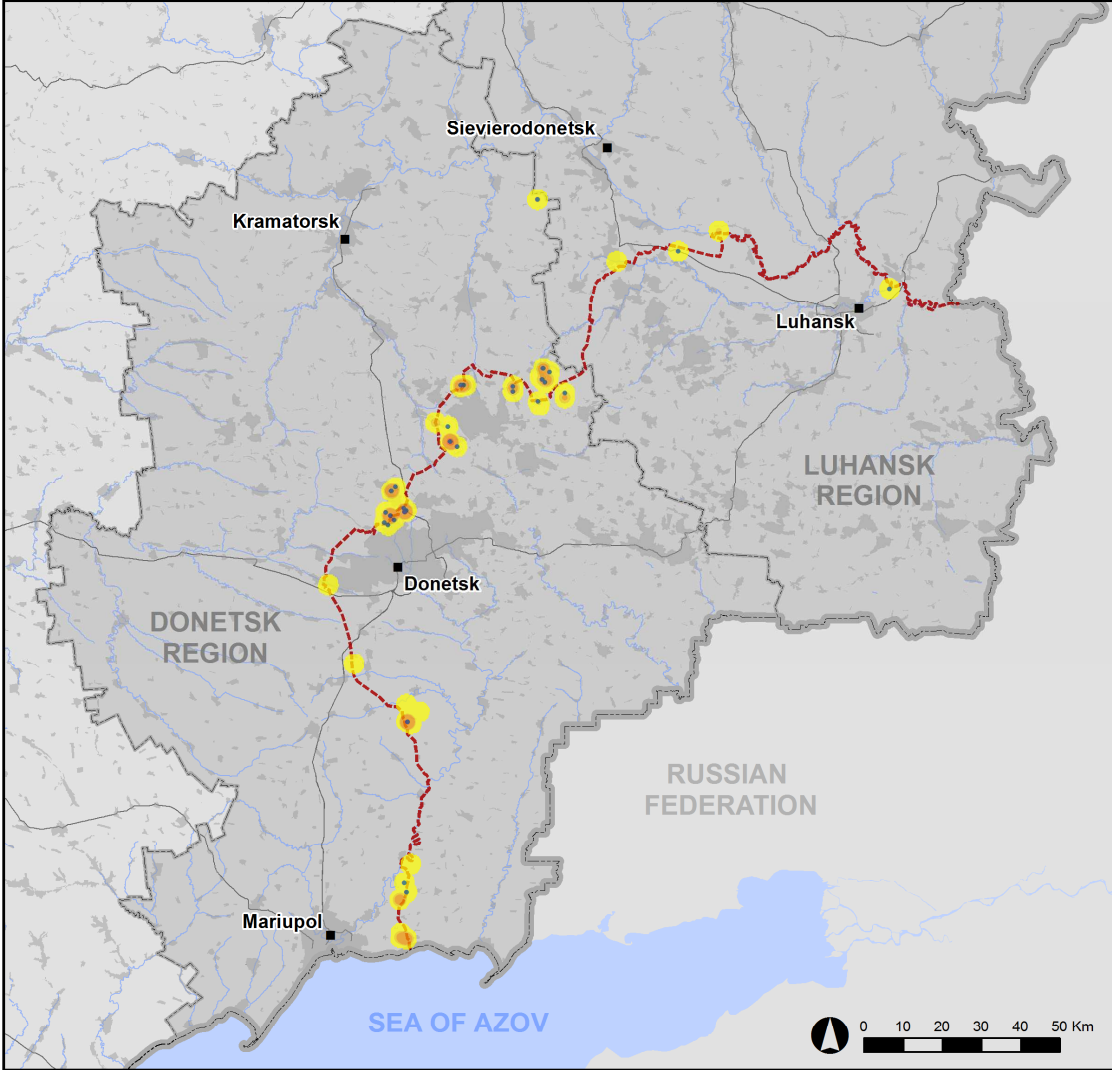 Sievierodonetsk
Kramatorsk
Luhansk
LUHANSK
REGION
Donetsk
DONETSK
REGION
RUSSIAN
FEDERATION
Mariupol
SEA OF AZOV
0 10 20 30 40 50 Km